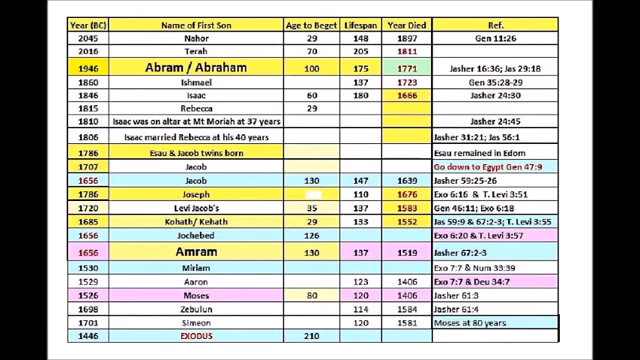 Year (BC) Name of First Son Age to Beget Lifespan Year Died Ref.
2045 Nahor 29 148 1897 Gen 11:26
2016 Terah 70 205 1811
1946 Abram / Abraham 100 175 1771 Jasher 16:36; Jas 29:18
1860 Ishmael 137 1723 Gen 35:28-29
1846 Isaac 60 180 1666 Jasher 24:30
1815 Rebecca 29
1810 Isaac was on altar at Mt Moriah at 37 years Jasher 24:45
1806 Isaac married Rebecca at his 40 years Jasher 31:21; Jas 56:1
1786 Esau & Jacob twins born Esau remained in Edom
1707 Jacob Go down to Egypt Gen 47:9
1656 Jacob 130 147 1639 Jasher 59:25-26
1786 Joseph 110 1676 Exo 6:16 & T. Levi 3:51
1720 Levi Jacob's 35 137 1583 Gen 46:11; Exo 6:18
1685 Kohath/ Kehath 29 133 1552 Jas 59:9 & 67:2-3; T. Levi 3:55
1656 Jochebed 126 Exo 6:20 & T. Levi 3:57
1656 Amram 130 137 1519 Jasher 67:2-3
1530 Miriam Exo 7:7 & Num 33:39
1529 Aaron 123 1406 Exo 7:7 & Deu 34:7
1526 Moses 80 120 1406 Jasher 61:3
1698 Zebulun 114 1584 Jasher 61:4
1701 Simeon 120 1581 Moses at 80 years
1446 EXODUS 210